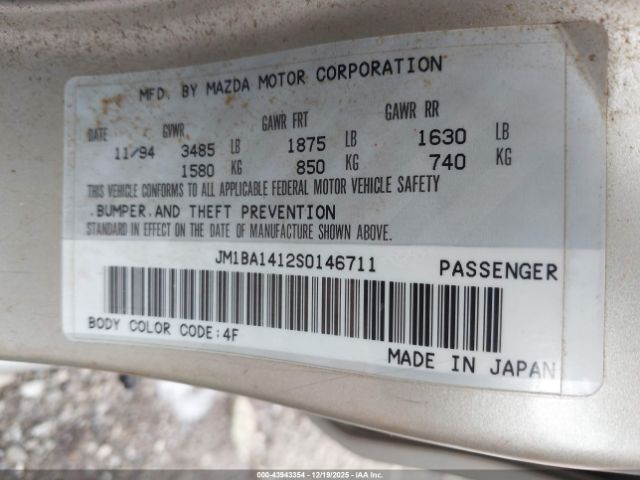 MFD. BY MAZDA MOTOR CORPORATION
DATE GVWR GAWR FRT GAWR RR
11/94 3485 LB 1875 LB 1630 LB
1580 KG 850 KG 740 KG
THIS VEHICLE CONFORMS TO ALL APPLICABLE FEDERAL MOTOR VEHICLE SAFETY
.BUMPER.AND THEFT PREVENTION
STANDARD IN EFFECT ON THE DATE OF MANUFACTURE SHOWN ABOVE.
JM1BA1412S0146711 PASSENGER
BODY COLOR CODE:4F
MADE IN JAPAN
000-43943354 | 12/19/2025 - IAA Inc.